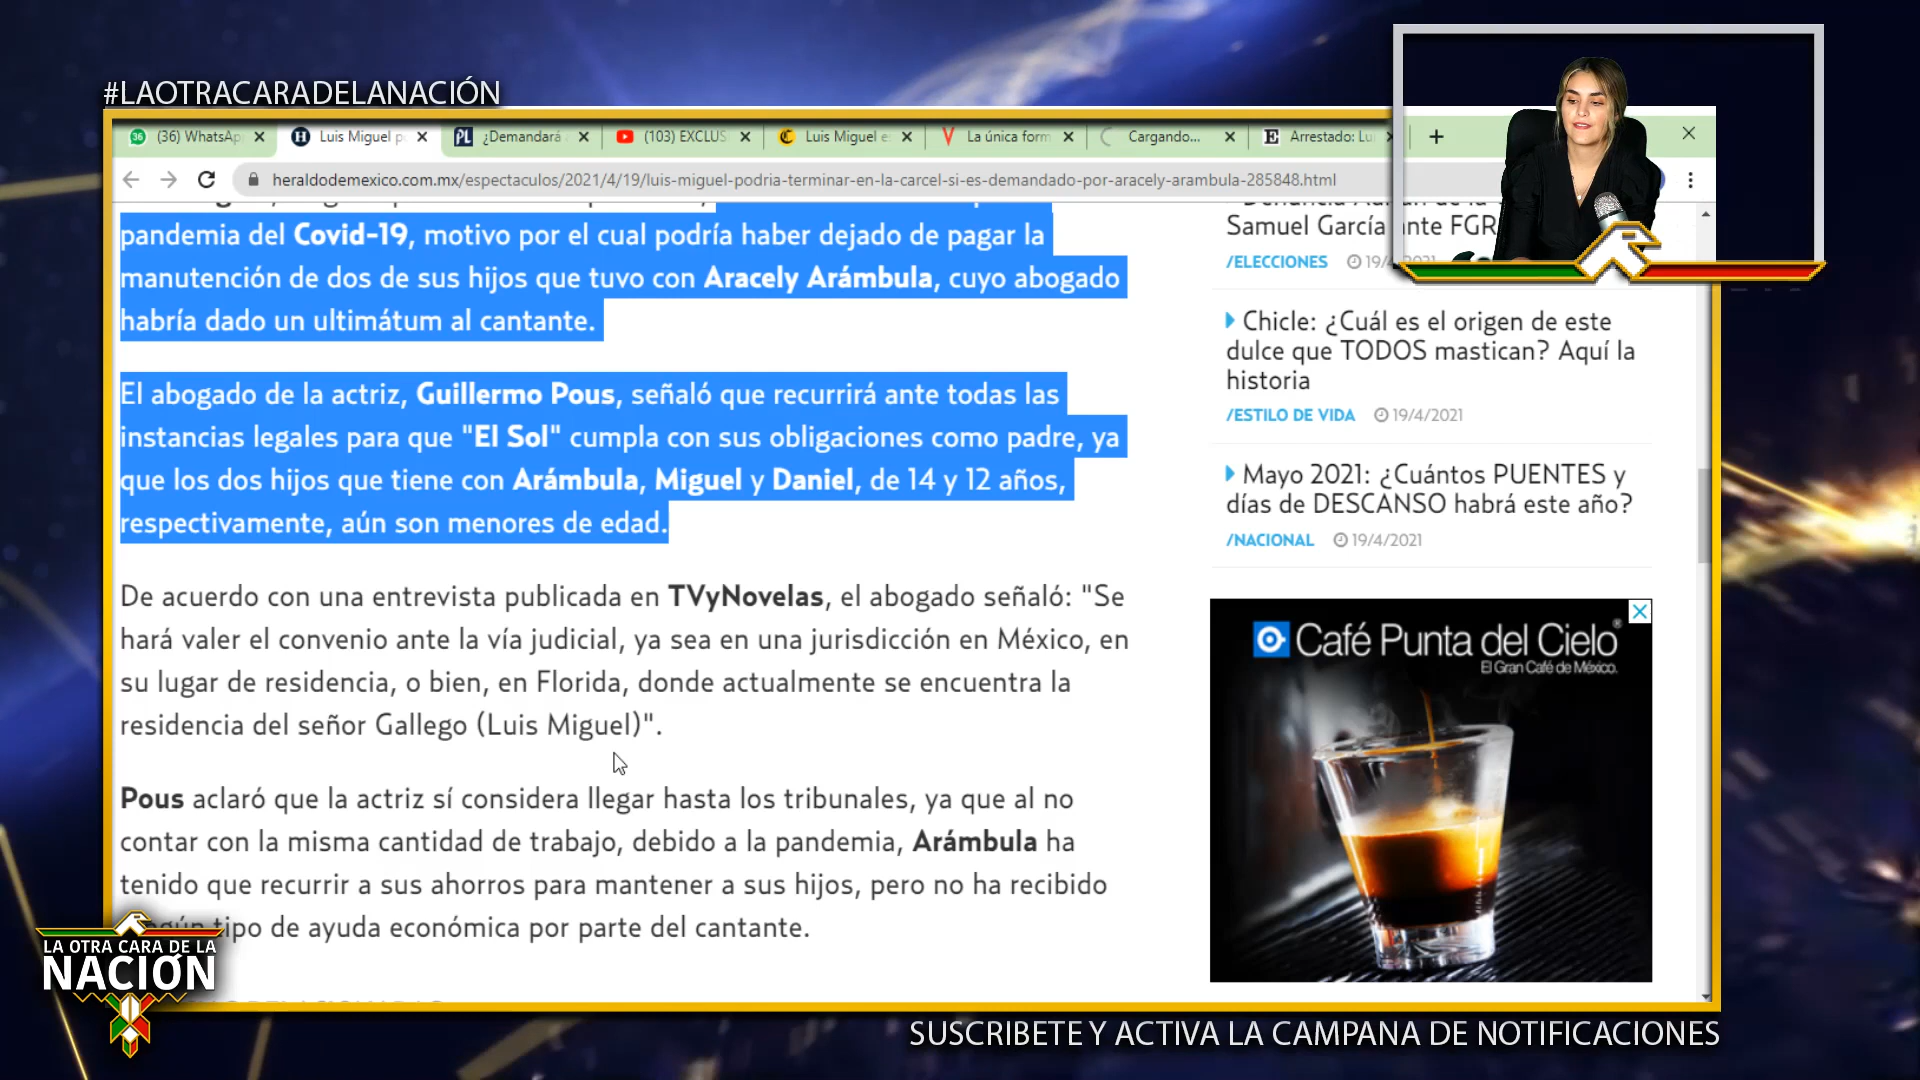 #LAOTRACARADELANACIÓN
(36) WhatsAp
Luis Miguel p
¿Demandará
(103) EXCLUS
Luis Miguel e
La única form
Cargando...
Arrestado: Lu
heraldodemexico.com.mx/espectaculos/2021/4/19/luis-miguel-podria-terminar-en-la-carcel-si-es-demandado-por-aracely-arambula-285848.html
pandemia del Covid-19, motivo por el cual podría haber dejado de pagar la
manutención de dos de sus hijos que tuvo con Aracely Arámbula, cuyo abogado
habría dado un ultimátum al cantante.
El abogado de la actriz, Guillermo Pous, señaló que recurrirá ante todas las
instancias legales para que "El Sol" cumpla con sus obligaciones como padre, ya
que los dos hijos que tiene con Arámbula, Miguel y Daniel, de 14 y 12 años,
respectivamente, aún son menores de edad.
De acuerdo con una entrevista publicada en TVyNovelas, el abogado señaló: "Se
hará valer el convenio ante la vía judicial, ya sea en una jurisdicción en México, en
su lugar de residencia, o bien, en Florida, donde actualmente se encuentra la
residencia del señor Gallego (Luis Miguel)".
Pous aclaró que la actriz sí considera llegar hasta los tribunales, ya que al no
contar con la misma cantidad de trabajo, debido a la pandemia, Arámbula ha
tenido que recurrir a sus ahorros para mantener a sus hijos, pero no ha recibido
tipo de ayuda económica por parte del cantante.
Samuel García ante FGR
/ELECCIONES
Chicle: ¿Cuál es el origen de este
dulce que TODOS mastican? Aquí la
historia
/ESTILO DE VIDA 19/4/2021
Mayo 2021: ¿Cuántos PUENTES y
días de DESCANSO habrá este año?
/NACIONAL 19/4/2021
Café Punta del Cielo®
El Gran Café de México.
LA OTRA CARA DE LA
NACIÓN
SUSCRIBETE Y ACTIVA LA CAMPANA DE NOTIFICACIONES